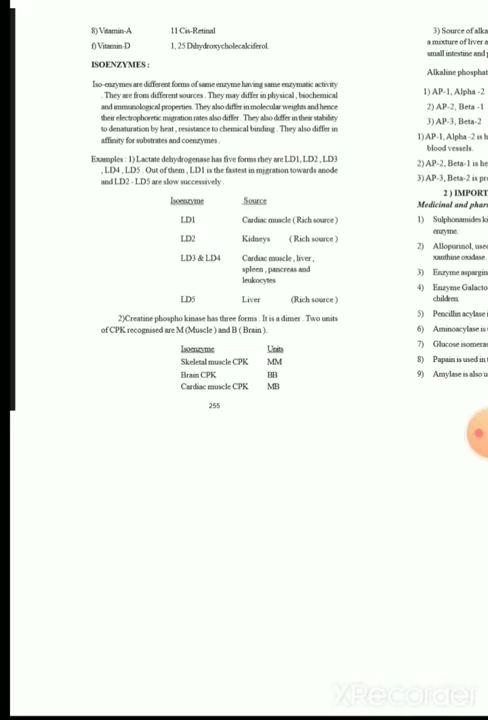 8) Vitamin-A 11 Cis-Retinal
f) Vitamin-D 1, 25 Dihydroxycholecalciferol.
ISOENZYMES :
Iso-enzymes are different forms of same enzyme having same enzymatic activity
. They are from different sources . They may differ in physical , biochemical
and immunological properties. They also differ in molecular weights and hence
their electrophoretic migration rates also differ . They also differ in their stability
to denaturation by heat , resistance to chemical binding . They also differ in
affinity for substrates and coenzymes .
Examples : 1) Lactate dehydrogenase has five forms they are LD1, LD2 , LD3
, LD4 , LD5 . Out of them , LD1 is the fastest in migration towards anode
and LD2 - LD5 are slow successively .
Isoenzyme Source
LD1 Cardiac muscle ( Rich source )
LD2 Kidneys ( Rich source )
LD3 & LD4 Cardiac muscle , liver ,
spleen , pancreas and
leukocytes
LD5 Liver (Rich source )
2)Creatine phospho kinase has three forms . It is a dimer . Two units
of CPK recognised are M (Muscle ) and B ( Brain ).
Isoenzyme Units
Skeletal muscle CPK MM
Brain CPK BB
Cardiac muscle CPK MB
255
3) Source of alka
a mixture of liver a
small intestine and p
Alkaline phosphat
1) AP-1, Alpha -2
2) AP-2, Beta -1
3) AP-3, Beta-2
1) AP-1, Alpha -2 is h
blood vessels.
2) AP-2, Beta-1 is he
3) AP-3, Beta-2 is pr
2 ) IMPORT
Medicinal and phar
1) Sulphonamides k
enzyme.
2) Allopurinol, used
xanthine oxidase.
3) Enzyme aspargin
4) Enzyme Galacto
children.
5) Pencillin acylase i
6) Aminoacylase is u
7) Glucose isomeras
8) Papain is used in t
9) Amylase is also u
XRecorder